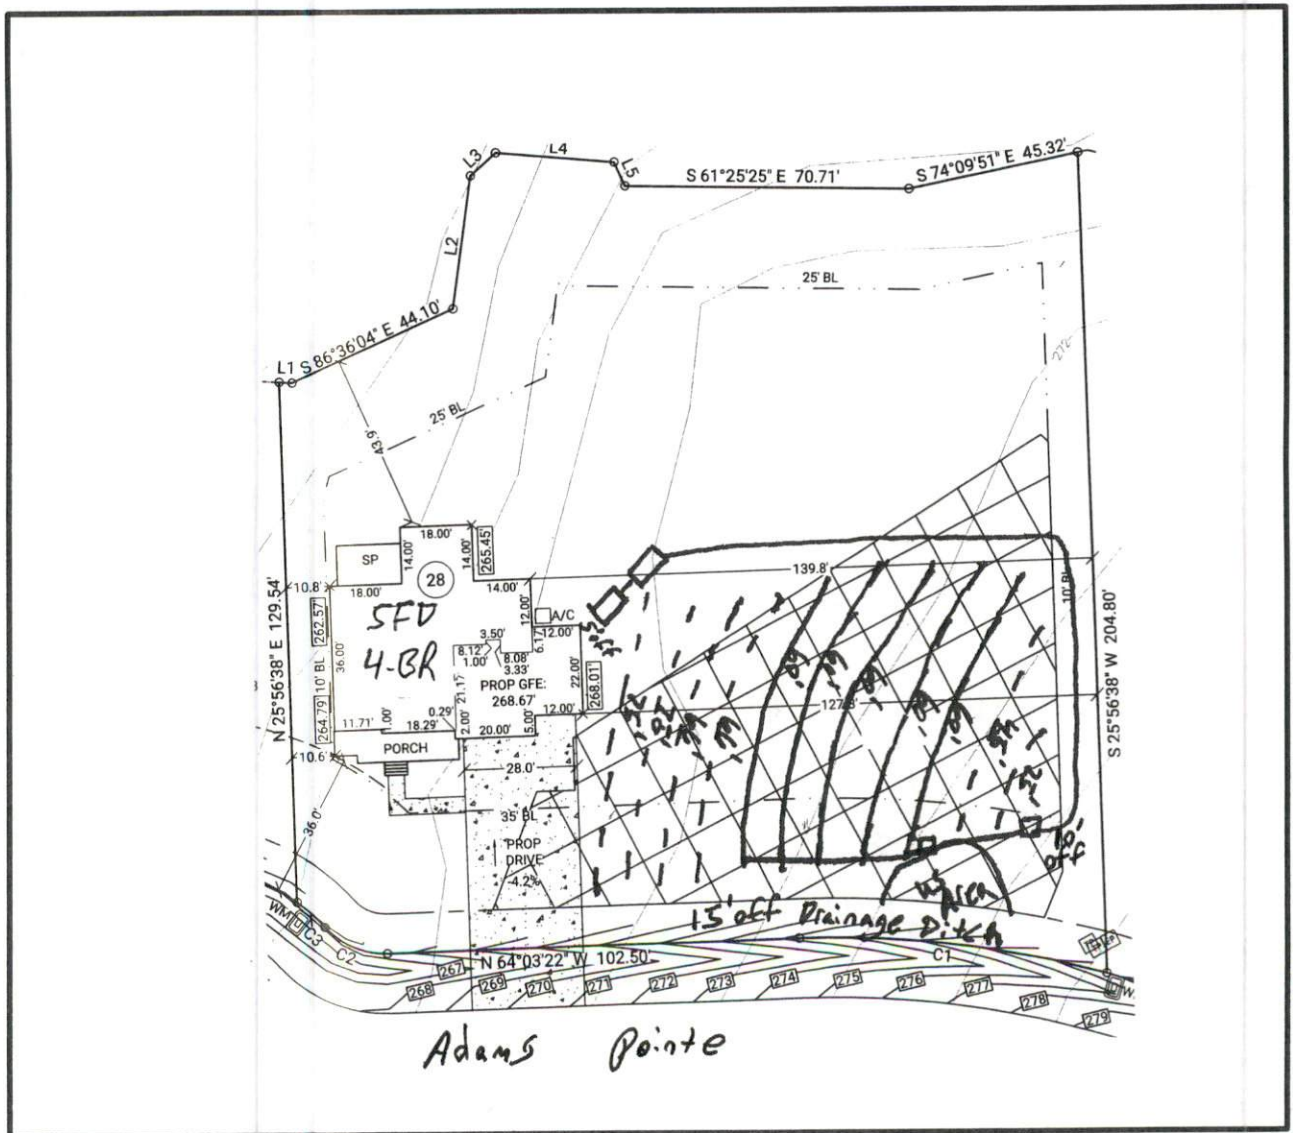 L3
L4
L5
S 61°25'25" E 70.71'
S 74°09'51" E 45.32'
L2
25' BL
L1
S 86°36'04" E 44.10'
272
25' BL
43.9'
18.00'
SP
14.00'
14.00'
265.45'
28
139.8'
10' BL
10.8'
18.00'
14.00'
SFD
12.00'
A/C
262.57'
3.50'
6.17'
12.00'
4-BR
8.12'
8.08'
1.00'
3.33'
36.00'
N 25°56'38" E 129.54'
10' BL
PROP GFE:
268.67'
22.00'
268.01'
S 25°56'38" W 204.80'
21.17'
127.8'
264.79'
11.71'
1.00'
18.29'
0.29'
2.00'
20.00'
5.00'
12.00'
PORCH
10.6'
28.0'
36.0'
35' BL
PROP
DRIVE
4.2%
10'
off
15' off Drainage Ditch
WM
C3
C2
N 64°03'22" W 102.50'
C1
267
268
269
270
271
272
273
274
275
276
277
278
279
Adams Pointe